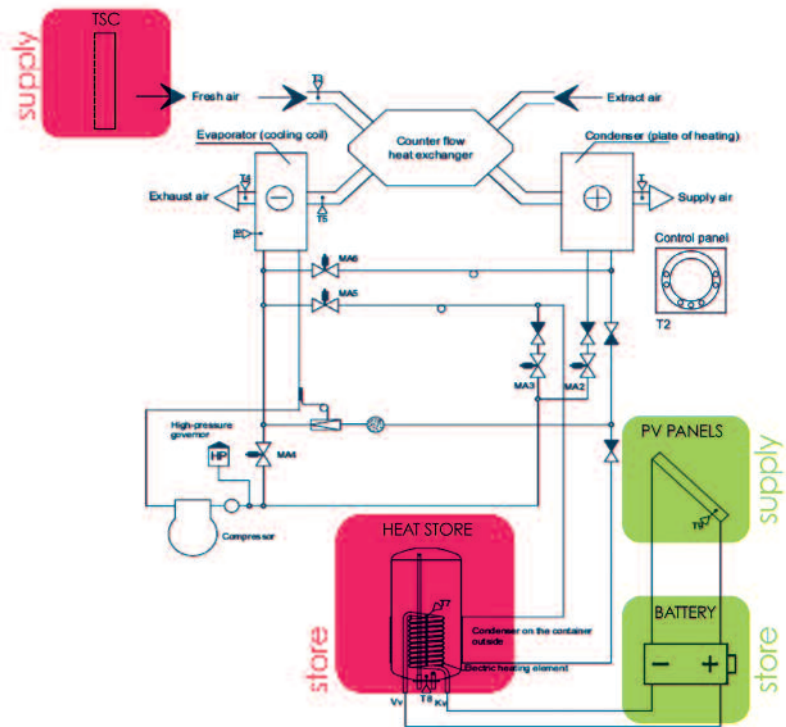 TSC
supply
Fresh air
T3
Extract air
Evaporator (cooling coil)
Counter flow
heat exchanger
Condenser (plate of heating)
T4
Exhaust air
T5
T
Supply air
T6
Control panel
T2
MA6
MA5
MA3
MA2
High-pressure
governor
HP
MA4
Compressor
PV PANELS
T9
supply
HEAT STORE
store
T7
Condenser on the container
outside
Electric heating element
Vv
T8
Kv
BATTERY
store